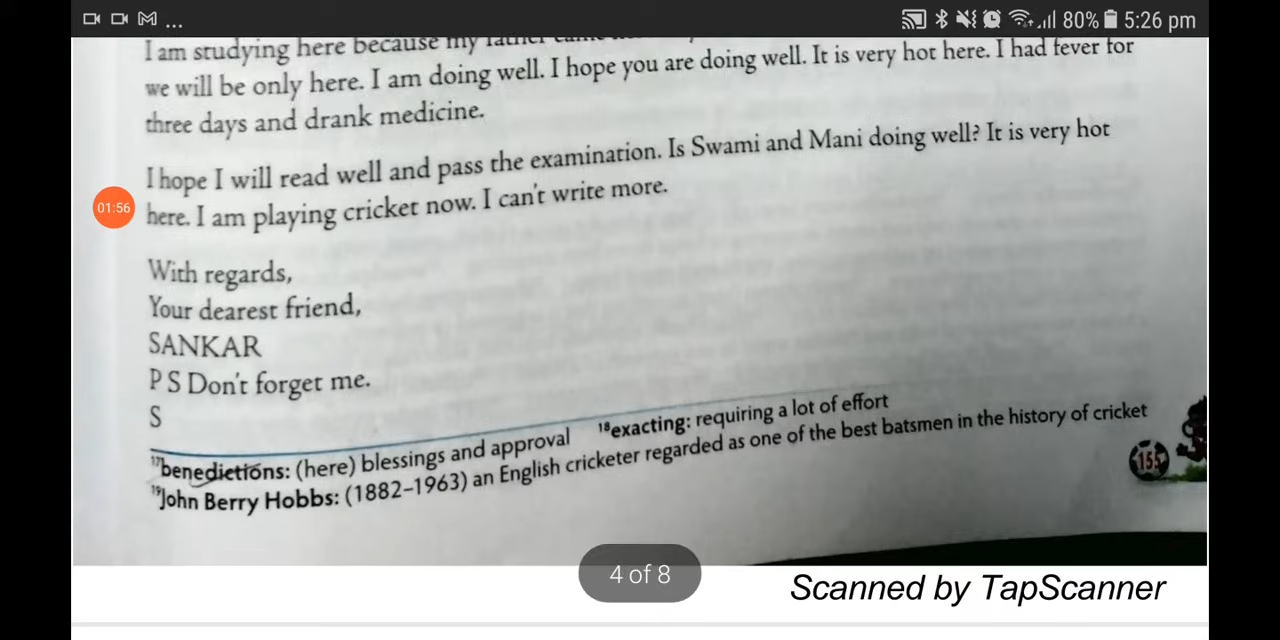 ... 80% 5:26 pm
I am studying here because my father
we will be only here. I am doing well. I hope you are doing well. It is very hot here. I had fever for
three days and drank medicine.
I hope I will read well and pass the examination. Is Swami and Mani doing well? It is very hot
01:56
here. I am playing cricket now. I can't write more.
With regards,
Your dearest friend,
SANKAR
P S Don't forget me.
S
17benedictions: (here) blessings and approval 18exacting: requiring a lot of effort
19John Berry Hobbs: (1882–1963) an English cricketer regarded as one of the best batsmen in the history of cricket
155
4 of 8
Scanned by TapScanner